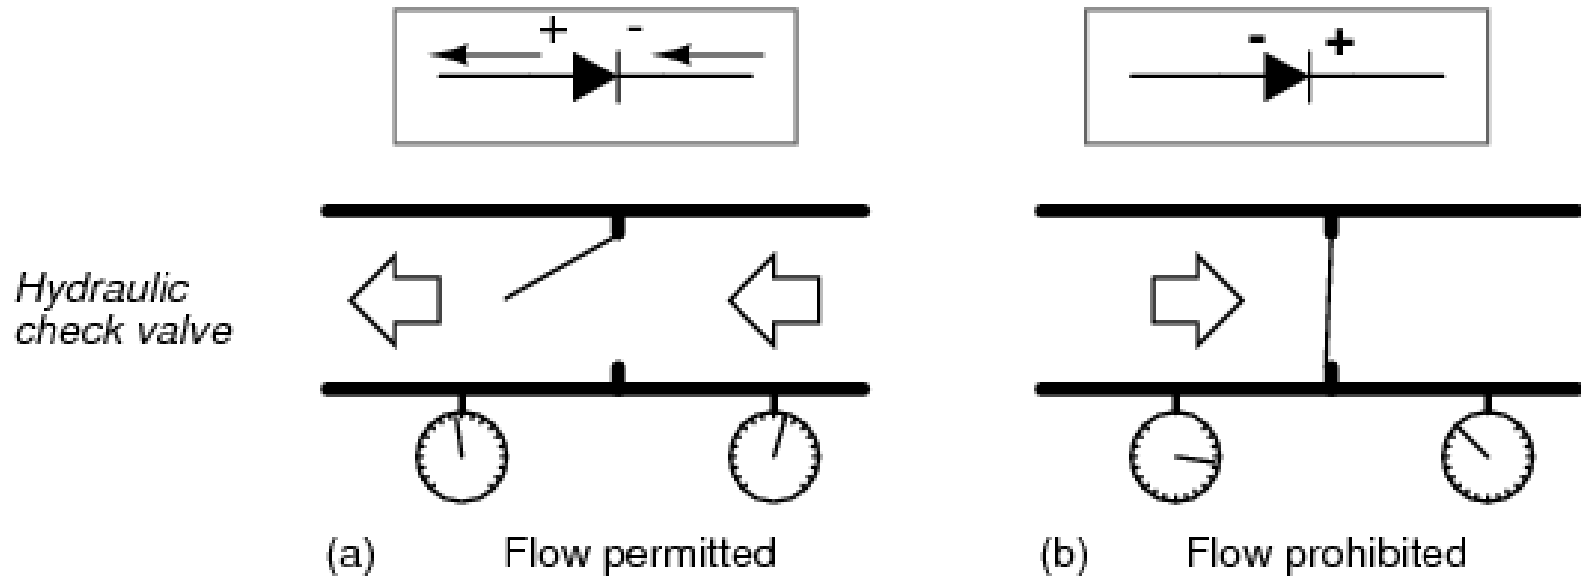 + -
- +
Hydraulic
check valve
(a) Flow permitted
(b) Flow prohibited